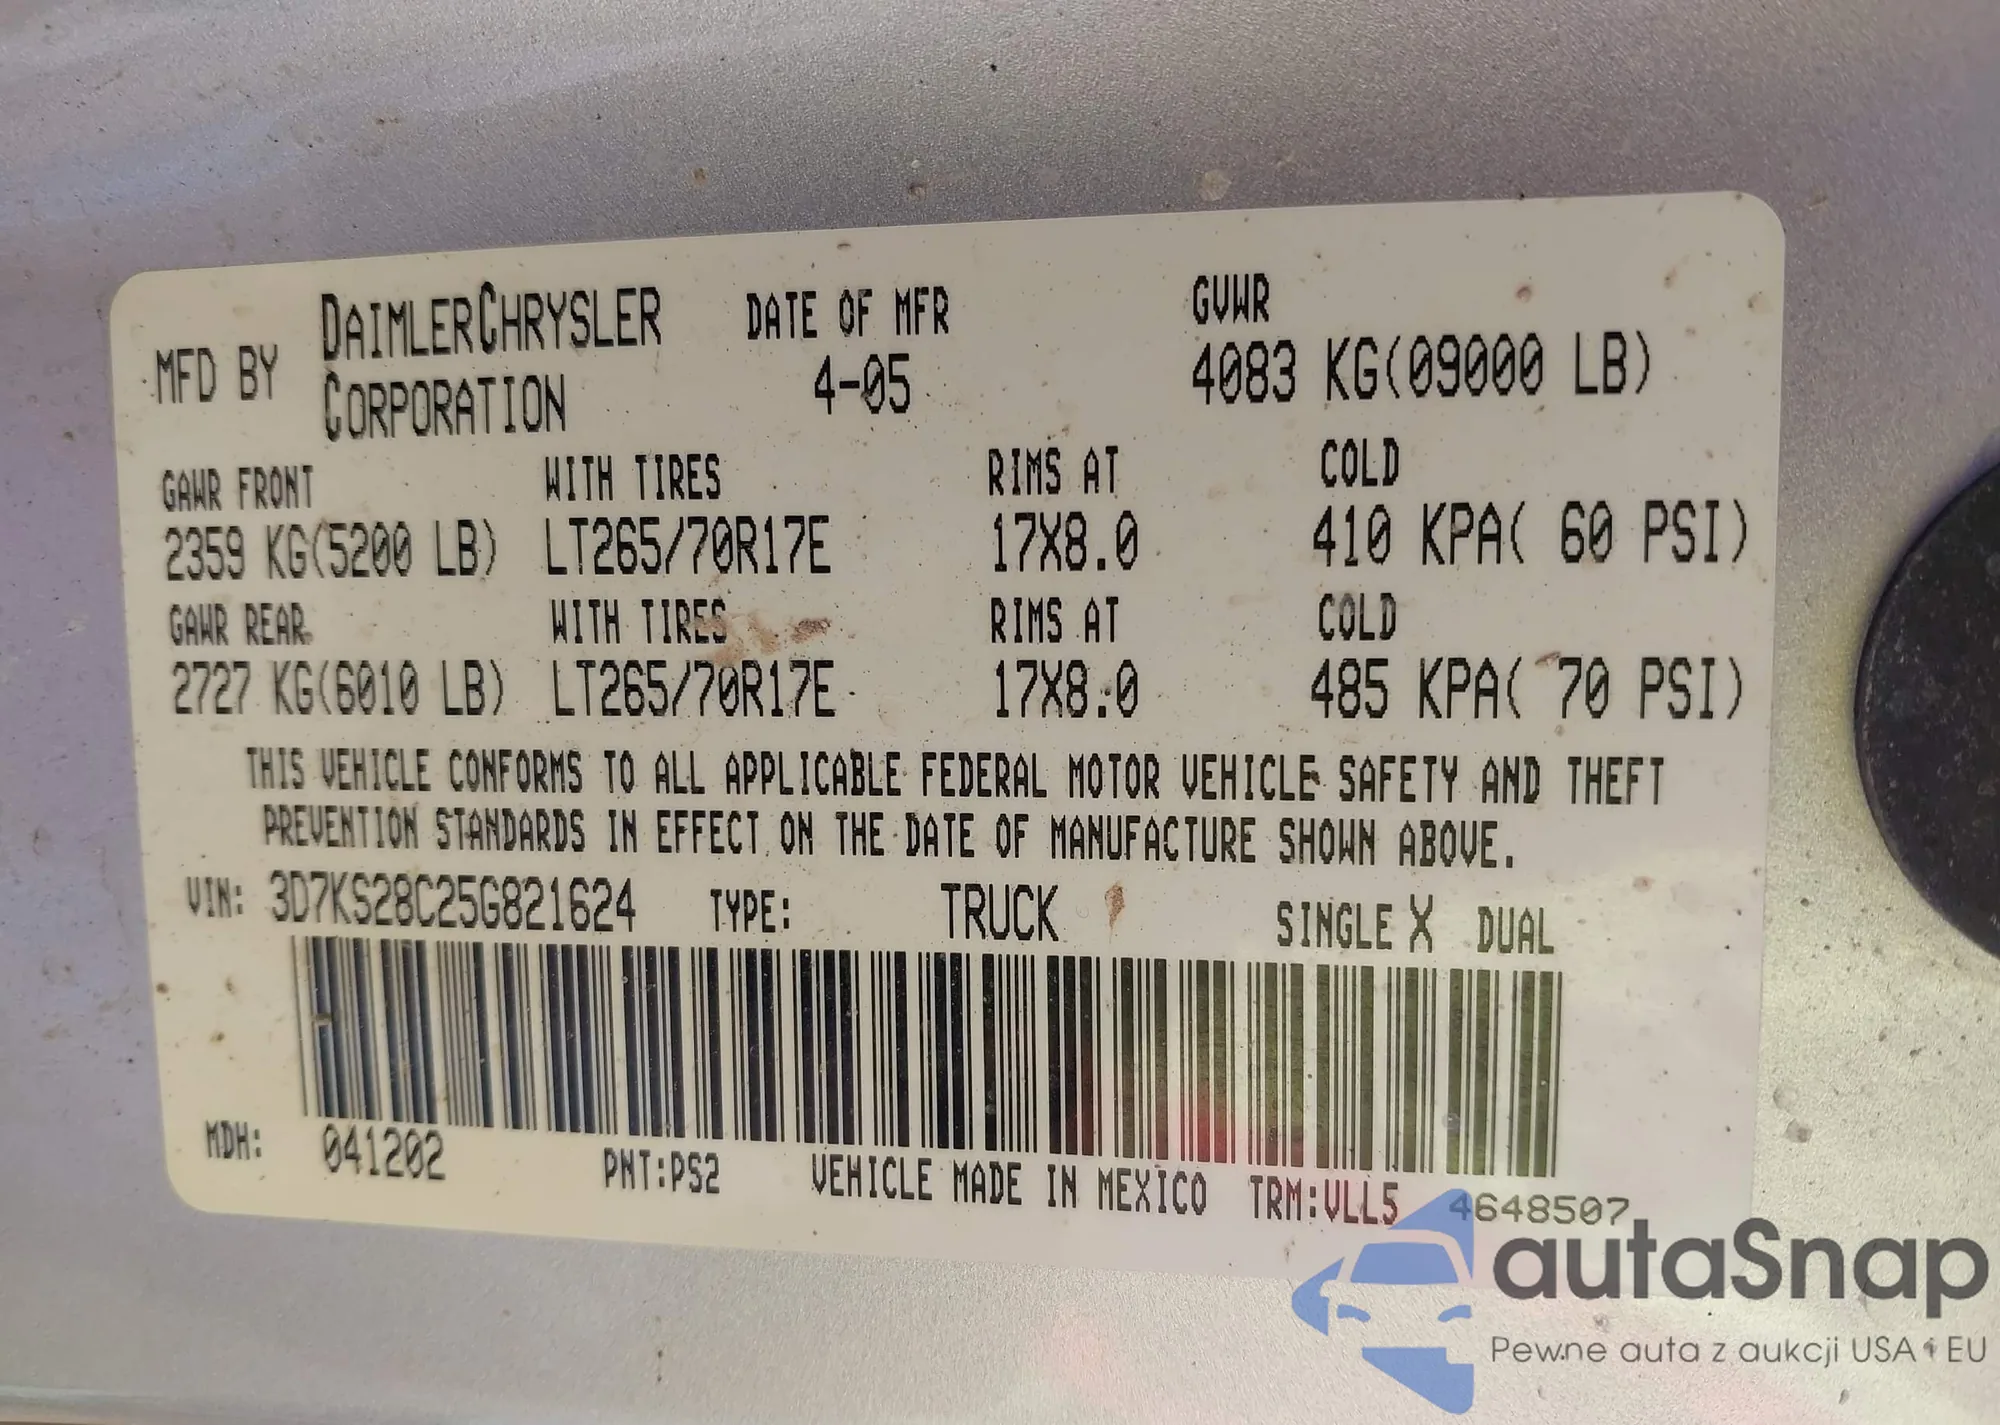 MFD BY DAIMLERCHRYSLER CORPORATION DATE OF MFR 4-05 GVWR 4083 KG(09000 LB)
GAWR FRONT WITH TIRES RIMS AT COLD
2359 KG(5200 LB) LT265/70R17E 17X8.0 410 KPA( 60 PSI)
GAWR REAR WITH TIRES RIMS AT COLD
2727 KG(6010 LB) LT265/70R17E 17X8.0 485 KPA( 70 PSI)
THIS VEHICLE CONFORMS TO ALL APPLICABLE FEDERAL MOTOR VEHICLE SAFETY AND THEFT
PREVENTION STANDARDS IN EFFECT ON THE DATE OF MANUFACTURE SHOWN ABOVE.
VIN: 3D7KS28C25G821624 TYPE: TRUCK SINGLE X DUAL
MDH: 041202 PNT:PS2 VEHICLE MADE IN MEXICO TRM:VLL5 4648507
autaSnap
Pewne auta z aukcji USA i EU